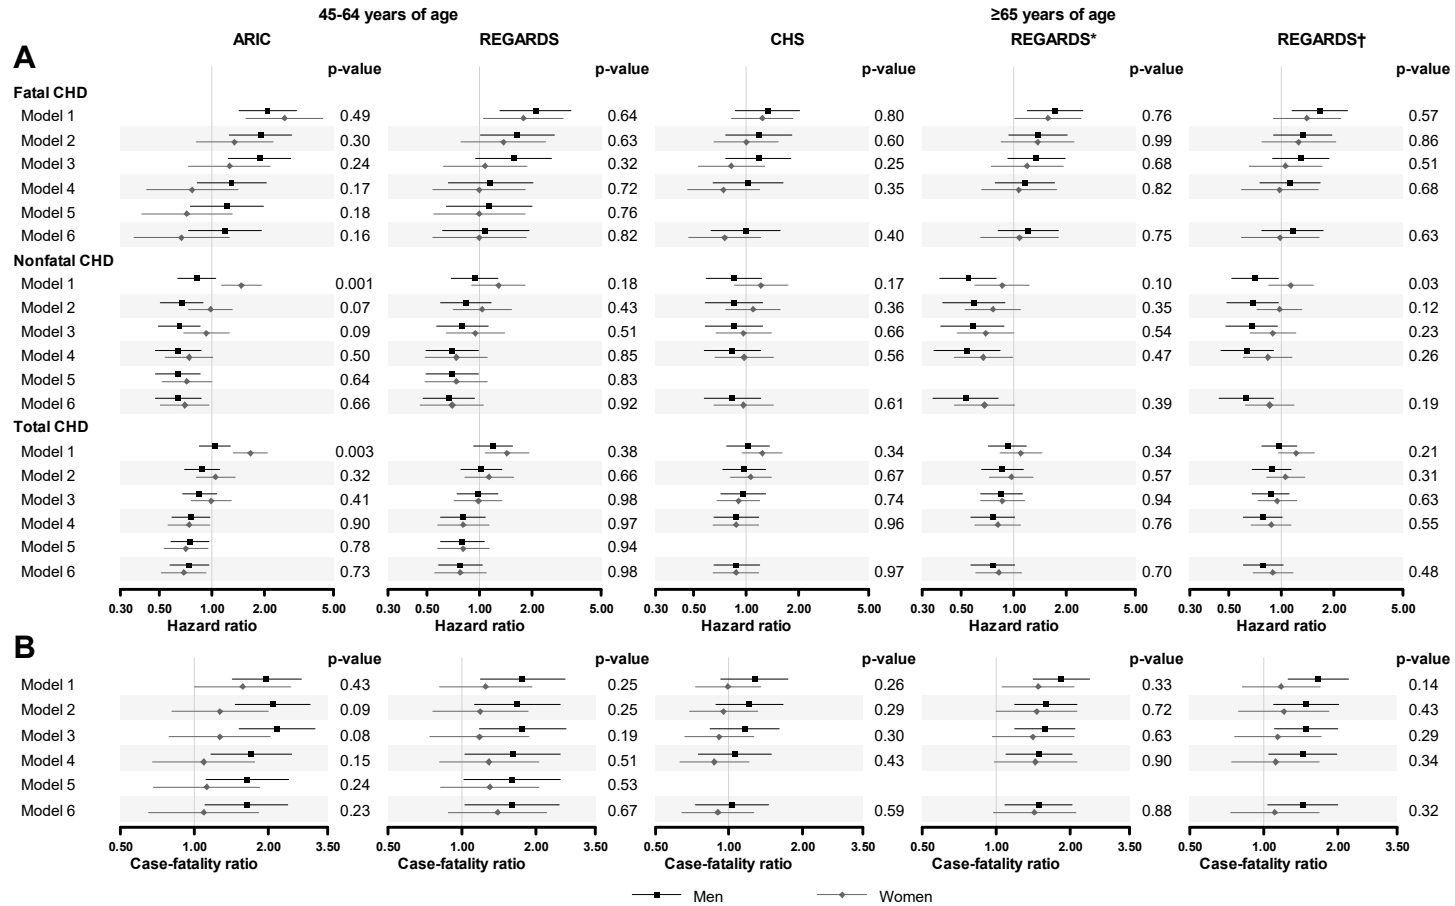 45-64 years of age ≥65 years of age
ARIC REGARDS CHS REGARDS* REGARDS†
A
p-value p-value p-value p-value p-value
Fatal CHD
Model 1 0.49 0.64 0.80 0.76 0.57
Model 2 0.30 0.63 0.60 0.99 0.86
Model 3 0.24 0.32 0.25 0.68 0.51
Model 4 0.17 0.72 0.35 0.82 0.68
Model 5 0.18 0.76
Model 6 0.16 0.82 0.40 0.75 0.63
Nonfatal CHD
Model 1 0.001 0.18 0.17 0.10 0.03
Model 2 0.07 0.43 0.36 0.35 0.12
Model 3 0.09 0.51 0.66 0.54 0.23
Model 4 0.50 0.85 0.56 0.47 0.26
Model 5 0.64 0.83
Model 6 0.66 0.92 0.61 0.39 0.19
Total CHD
Model 1 0.003 0.38 0.34 0.34 0.21
Model 2 0.32 0.66 0.67 0.57 0.31
Model 3 0.41 0.98 0.74 0.94 0.63
Model 4 0.90 0.97 0.96 0.76 0.55
Model 5 0.78 0.94
Model 6 0.73 0.98 0.97 0.70 0.48
0.30 0.50 1.00 2.00 5.00 0.30 0.50 1.00 2.00 5.00 0.30 0.50 1.00 2.00 5.00 0.30 0.50 1.00 2.00 5.00 0.30 0.50 1.00 2.00 5.00
Hazard ratio Hazard ratio Hazard ratio Hazard ratio Hazard ratio
B
p-value p-value p-value p-value p-value
Model 1 0.43 0.25 0.26 0.33 0.14
Model 2 0.09 0.25 0.29 0.72 0.43
Model 3 0.08 0.19 0.30 0.63 0.29
Model 4 0.15 0.51 0.43 0.90 0.34
Model 5 0.24 0.53
Model 6 0.23 0.67 0.59 0.88 0.32
0.50 1.00 2.00 3.50 0.50 1.00 2.00 3.50 0.50 1.00 2.00 3.50 0.50 1.00 2.00 3.50 0.50 1.00 2.00 3.50
Case-fatality ratio Case-fatality ratio Case-fatality ratio Case-fatality ratio Case-fatality ratio
Men Women